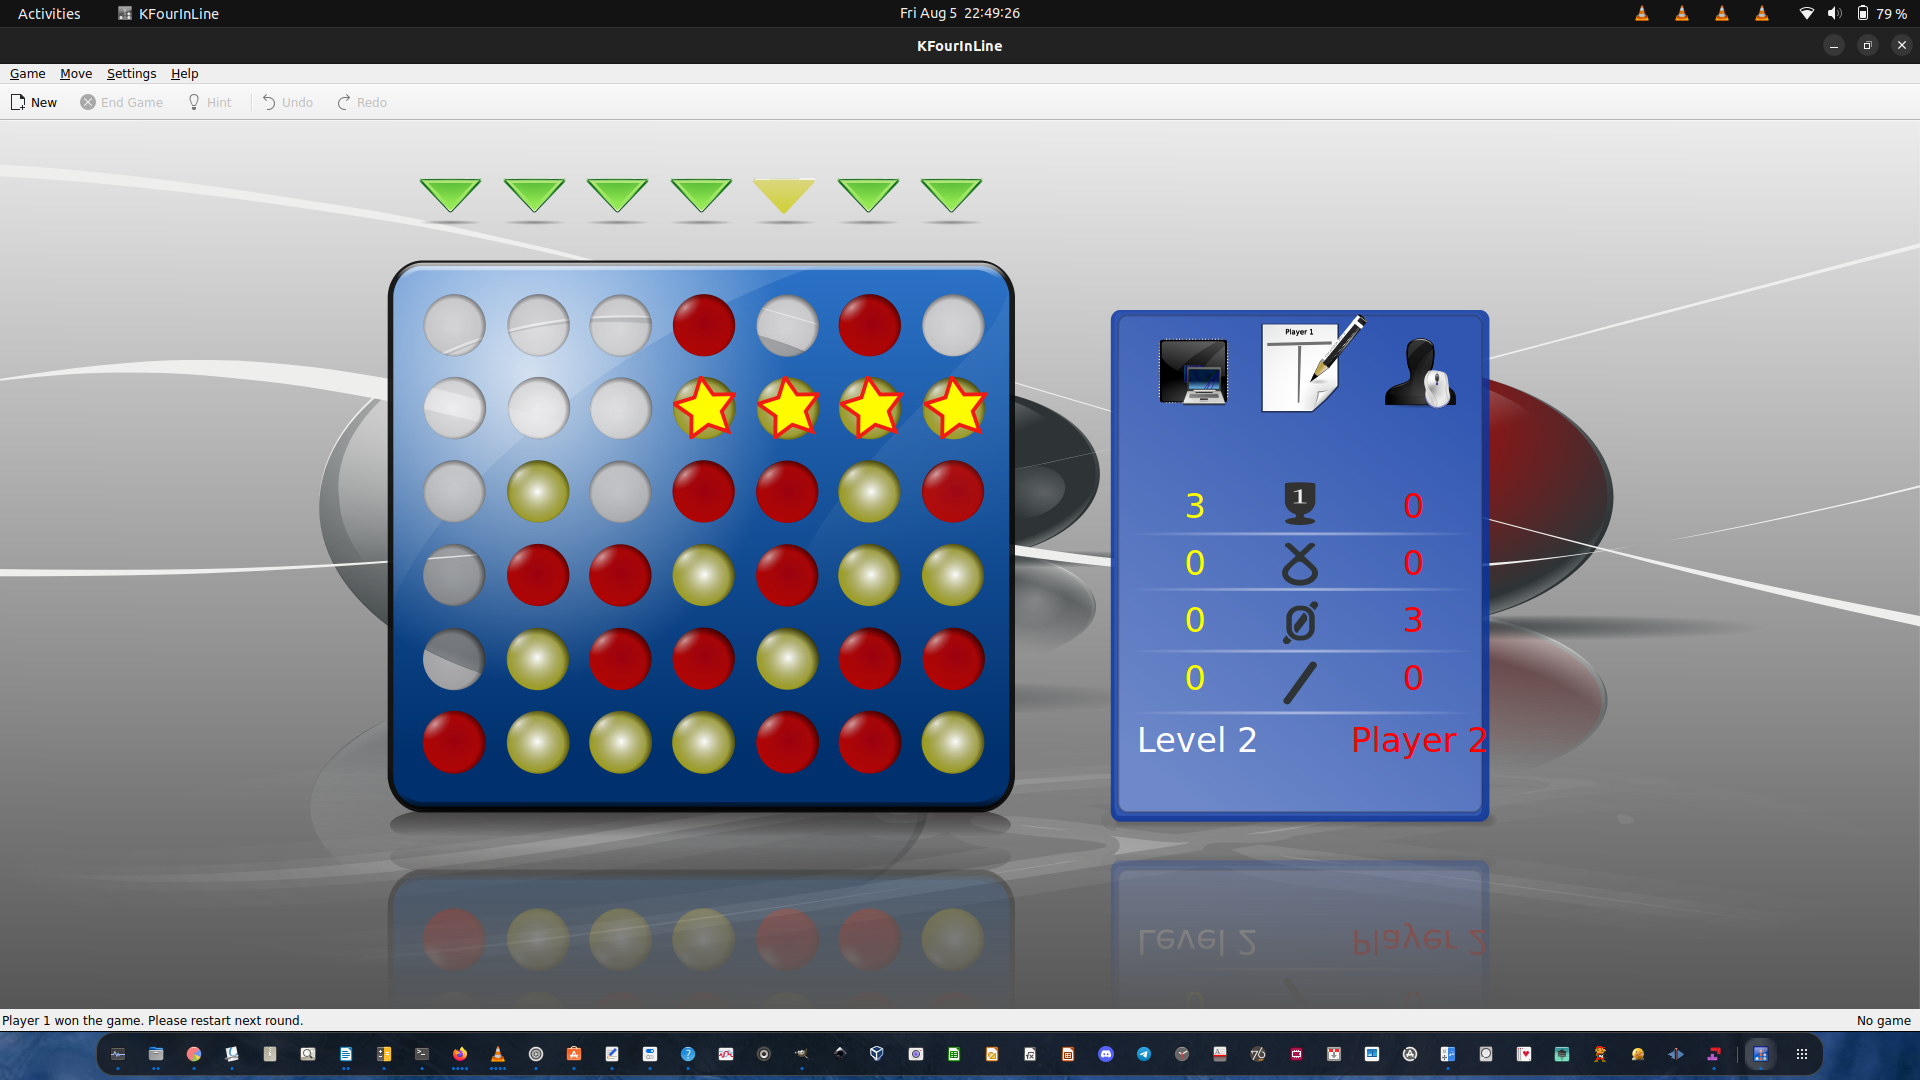 Activities KFourInLine Fri Aug 5 22:49:26 79 %
KFourInLine
Game Move Settings Help
New End Game Hint Undo Redo
Player 1
1
3 0
0 0
0 3
0 0
Level 2 Player 2
Level 2 Player 2
Player 1 won the game. Please restart next round. No game